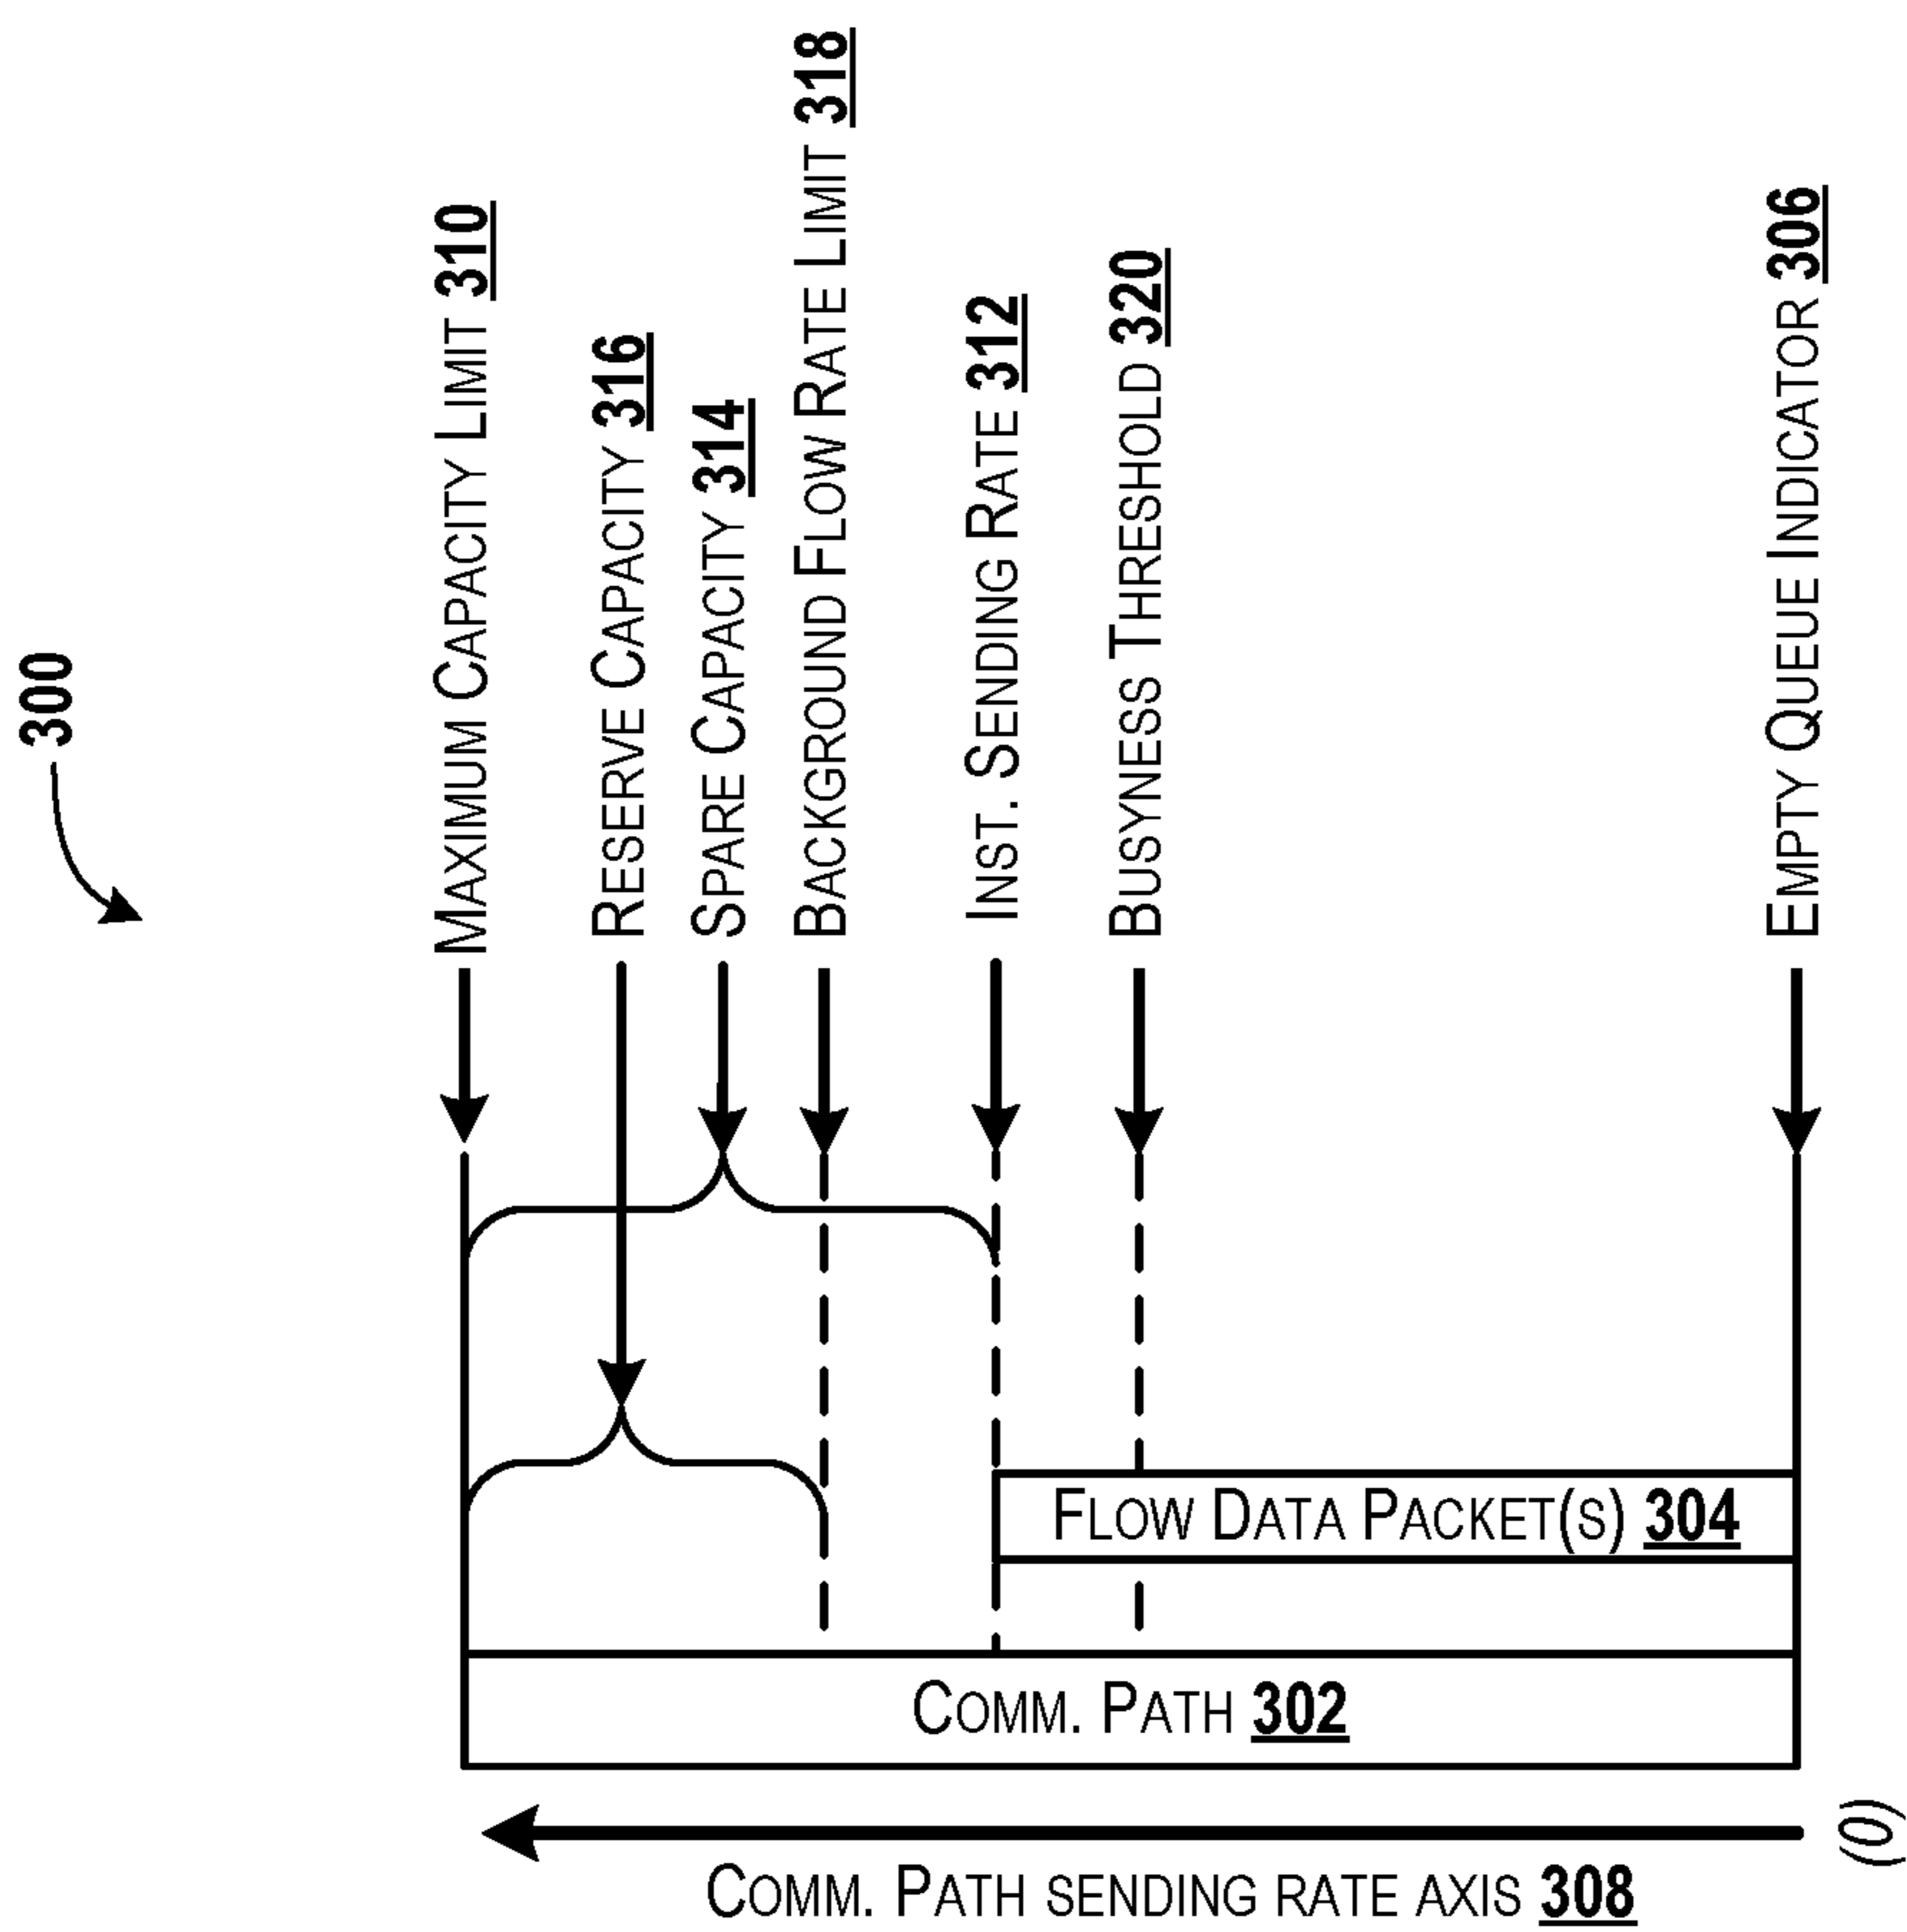 300
Maximum Capacity Limit 310
Reserve Capacity 316
Spare Capacity 314
Background Flow Rate Limit 318
Inst. Sending Rate 312
Busyness Threshold 320
Empty Queue Indicator 306
Flow Data Packet(s) 304
Comm. Path 302
(0)
Comm. Path sending rate axis 308